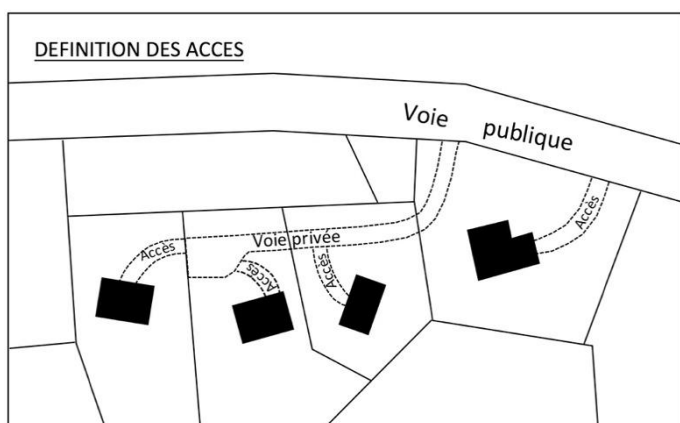 DEFINITION DES ACCES
Voie publique
Accès
Accès
Voie privée
Accès
Accès